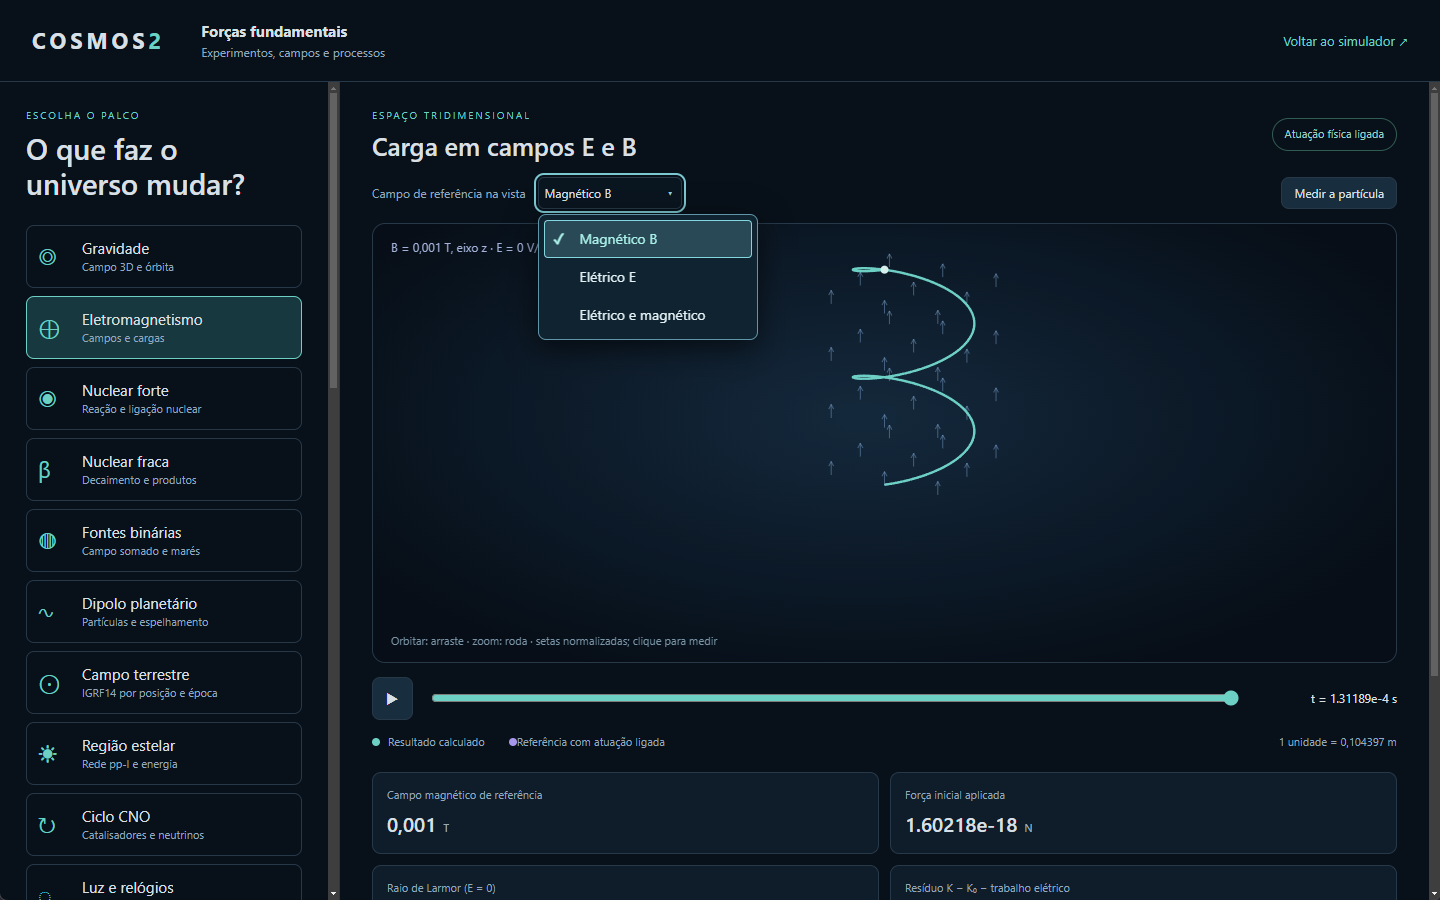 COSMOS2
Forças fundamentais
Experimentos, campos e processos
Voltar ao simulador ↗
ESCOLHA O PALCO
O que faz o
universo mudar?
Gravidade
Campo 3D e órbita
Eletromagnetismo
Campos e cargas
Nuclear forte
Reação e ligação nuclear
β
Nuclear fraca
Decaimento e produtos
Fontes binárias
Campo somado e marés
Dipolo planetário
Partículas e espelhamento
Campo terrestre
IGRF14 por posição e época
Região estelar
Rede pp-I e energia
Ciclo CNO
Catalisadores e neutrinos
Luz e relógios
ESPAÇO TRIDIMENSIONAL
Carga em campos E e B
Atuação física ligada
Campo de referência na vista
Magnético B
Medir a partícula
✓ Magnético B
Elétrico E
Elétrico e magnético
B = 0,001 T, eixo z · E = 0 V/
Orbitar: arraste · zoom: roda · setas normalizadas; clique para medir
t = 1.31189e-4 s
Resultado calculado
Referência com atuação ligada
1 unidade = 0,104397 m
Campo magnético de referência
0,001 T
Força inicial aplicada
1.60218e-18 N
Raio de Larmor (E = 0)
Resíduo K − K₀ − trabalho elétrico